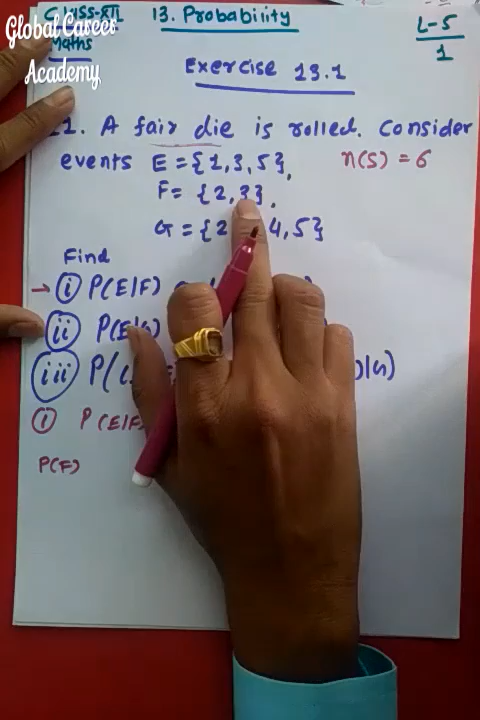 Class-XII 13. Probability L-5/1
Global Career Academy
Maths
Exercise 13.1
1. A fair die is rolled. Consider
events E = {1,3,5}, n(S) = 6
F = {2,3}.
G = {2 4,5}
Find
→ (i) P(E|F)
(ii) P(E|G)
(iii) P( |G)
(i) P(E|F)
P(F)